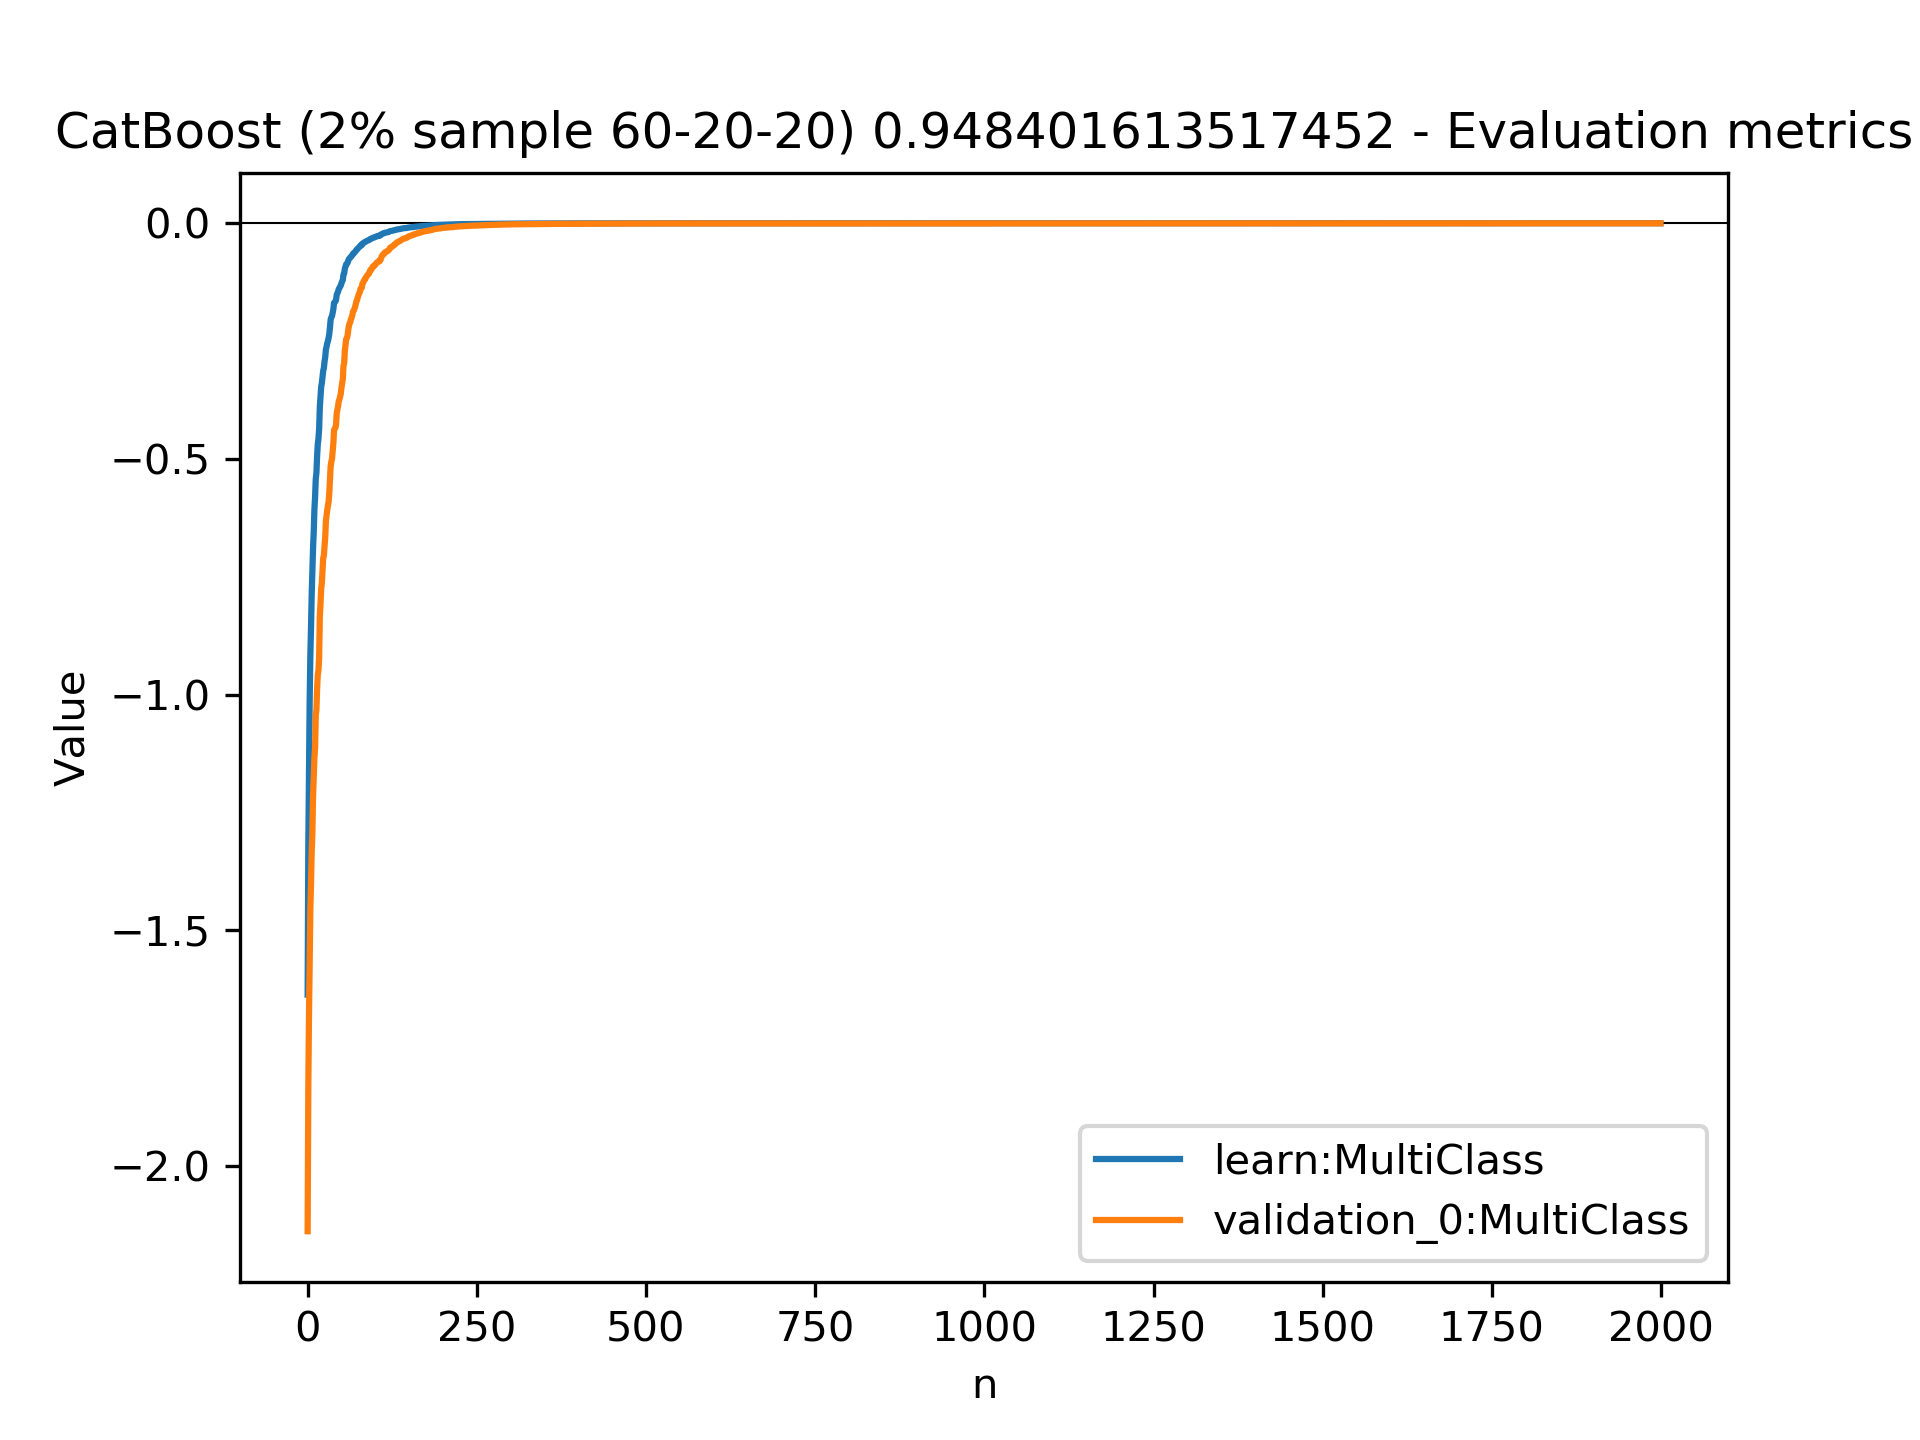 CatBoost (2% sample 60-20-20) 0.948401613517452 - Evaluation metrics
0.0
−0.5
−1.0
−1.5
−2.0
Value
learn:MultiClass
validation_0:MultiClass
0 250 500 750 1000 1250 1500 1750 2000
n